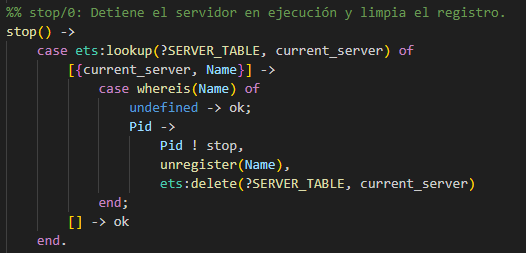 %% stop/0: Detiene el servidor en ejecución y limpia el registro.
stop() ->
    case ets:lookup(?SERVER_TABLE, current_server) of
        [{current_server, Name}] ->
            case whereis(Name) of
                undefined -> ok;
                Pid ->
                    Pid ! stop,
                    unregister(Name),
                    ets:delete(?SERVER_TABLE, current_server)
            end;
        [] -> ok
    end.